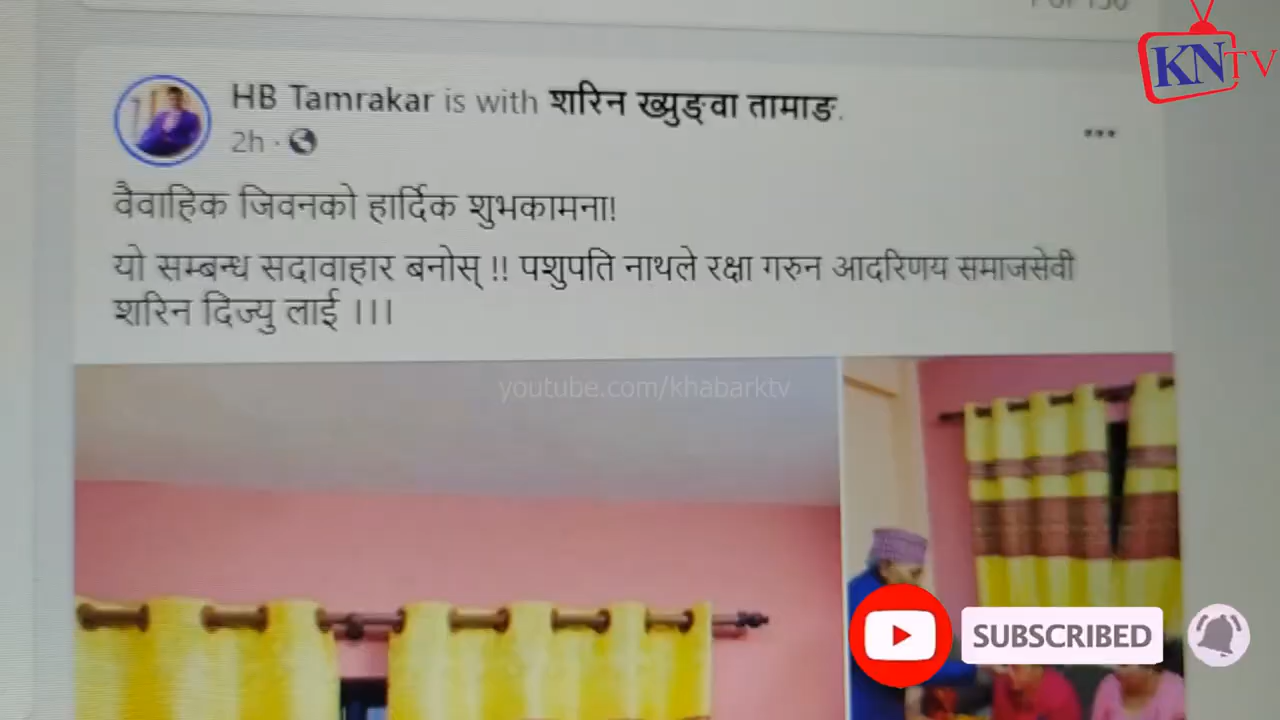 KNTV
HB Tamrakar is with शरिन ख्युङ्वा तामाङ.
2h ·
वैवाहिक जिवनको हार्दिक शुभकामना!
यो सम्बन्ध सदावाहार बनोस् !! पशुपति नाथले रक्षा गरुन आदरिणय समाजसेवी
शरिन दिज्यु लाई ।।।
youtube.com/khabarktv
SUBSCRIBED